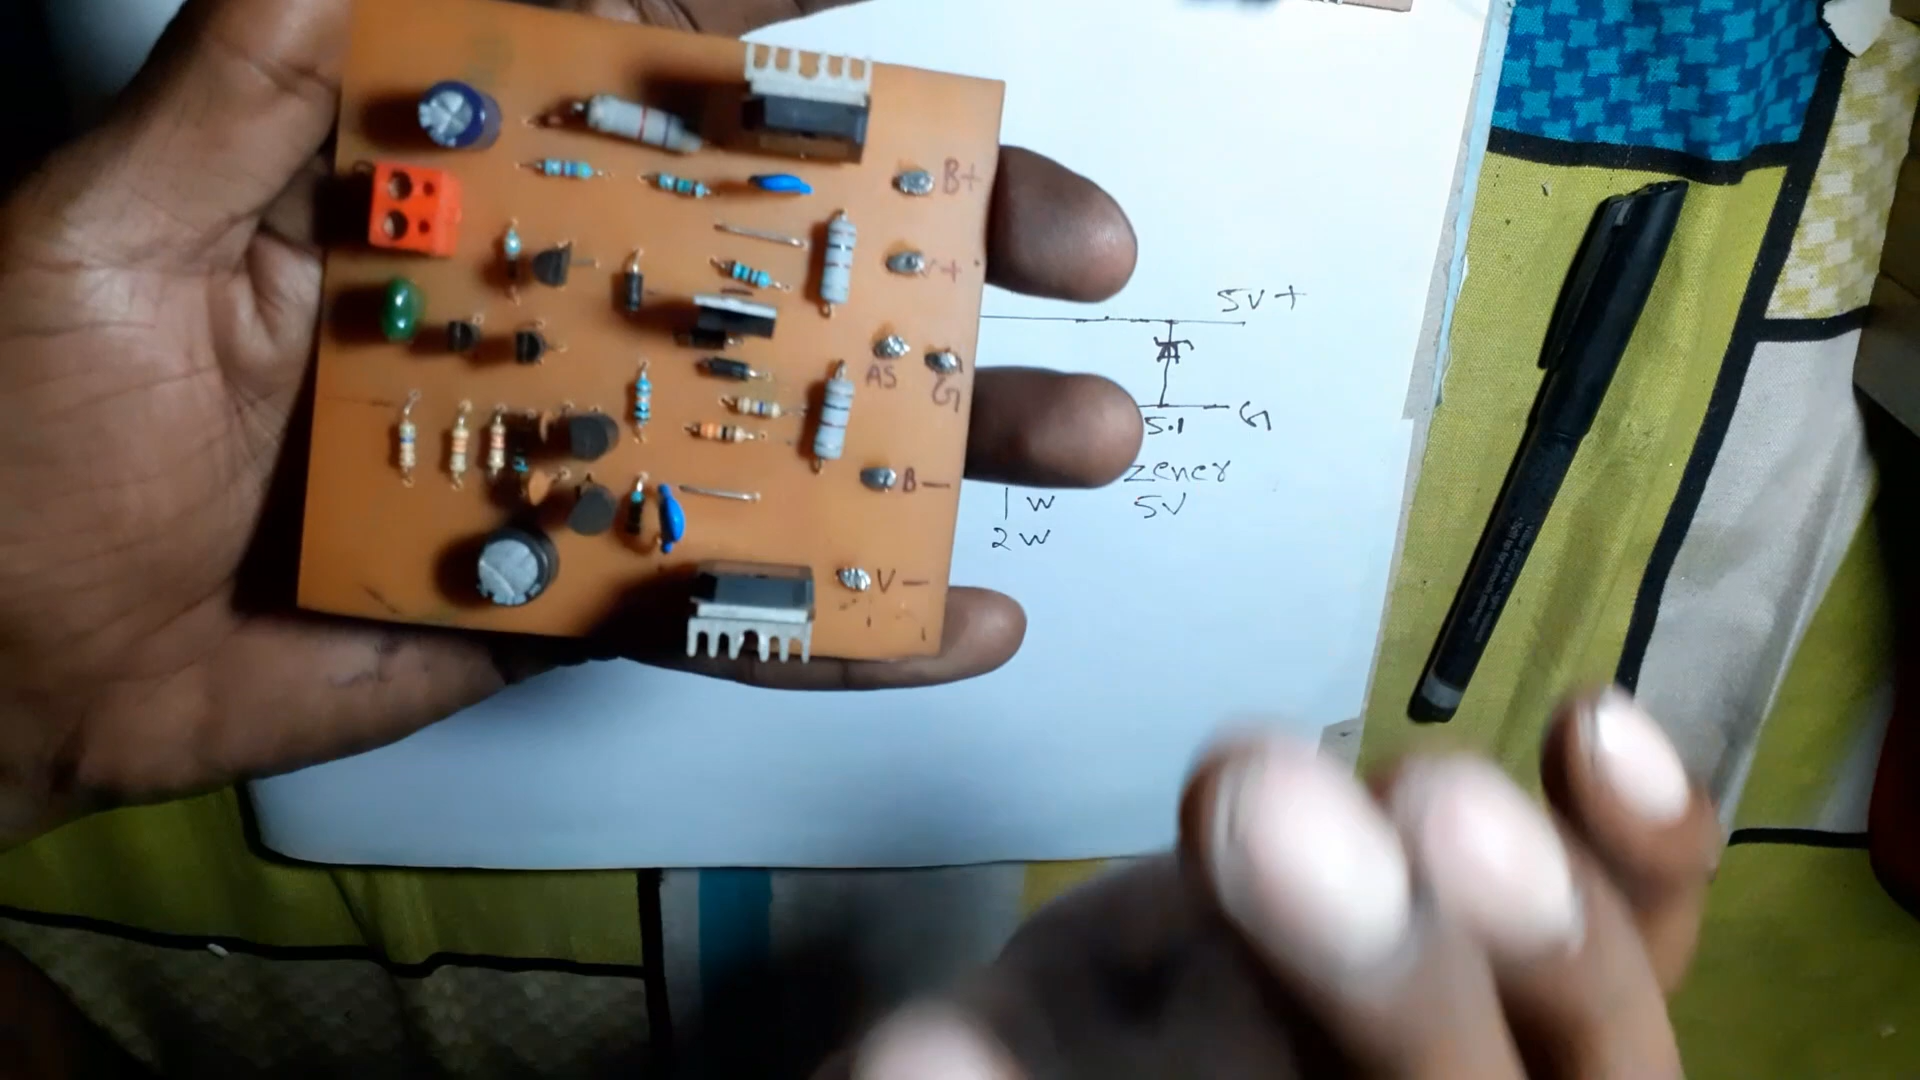 B+
V+
AS
G
B-
V-
5V+
G
5.1
zener
5V
1W
2W